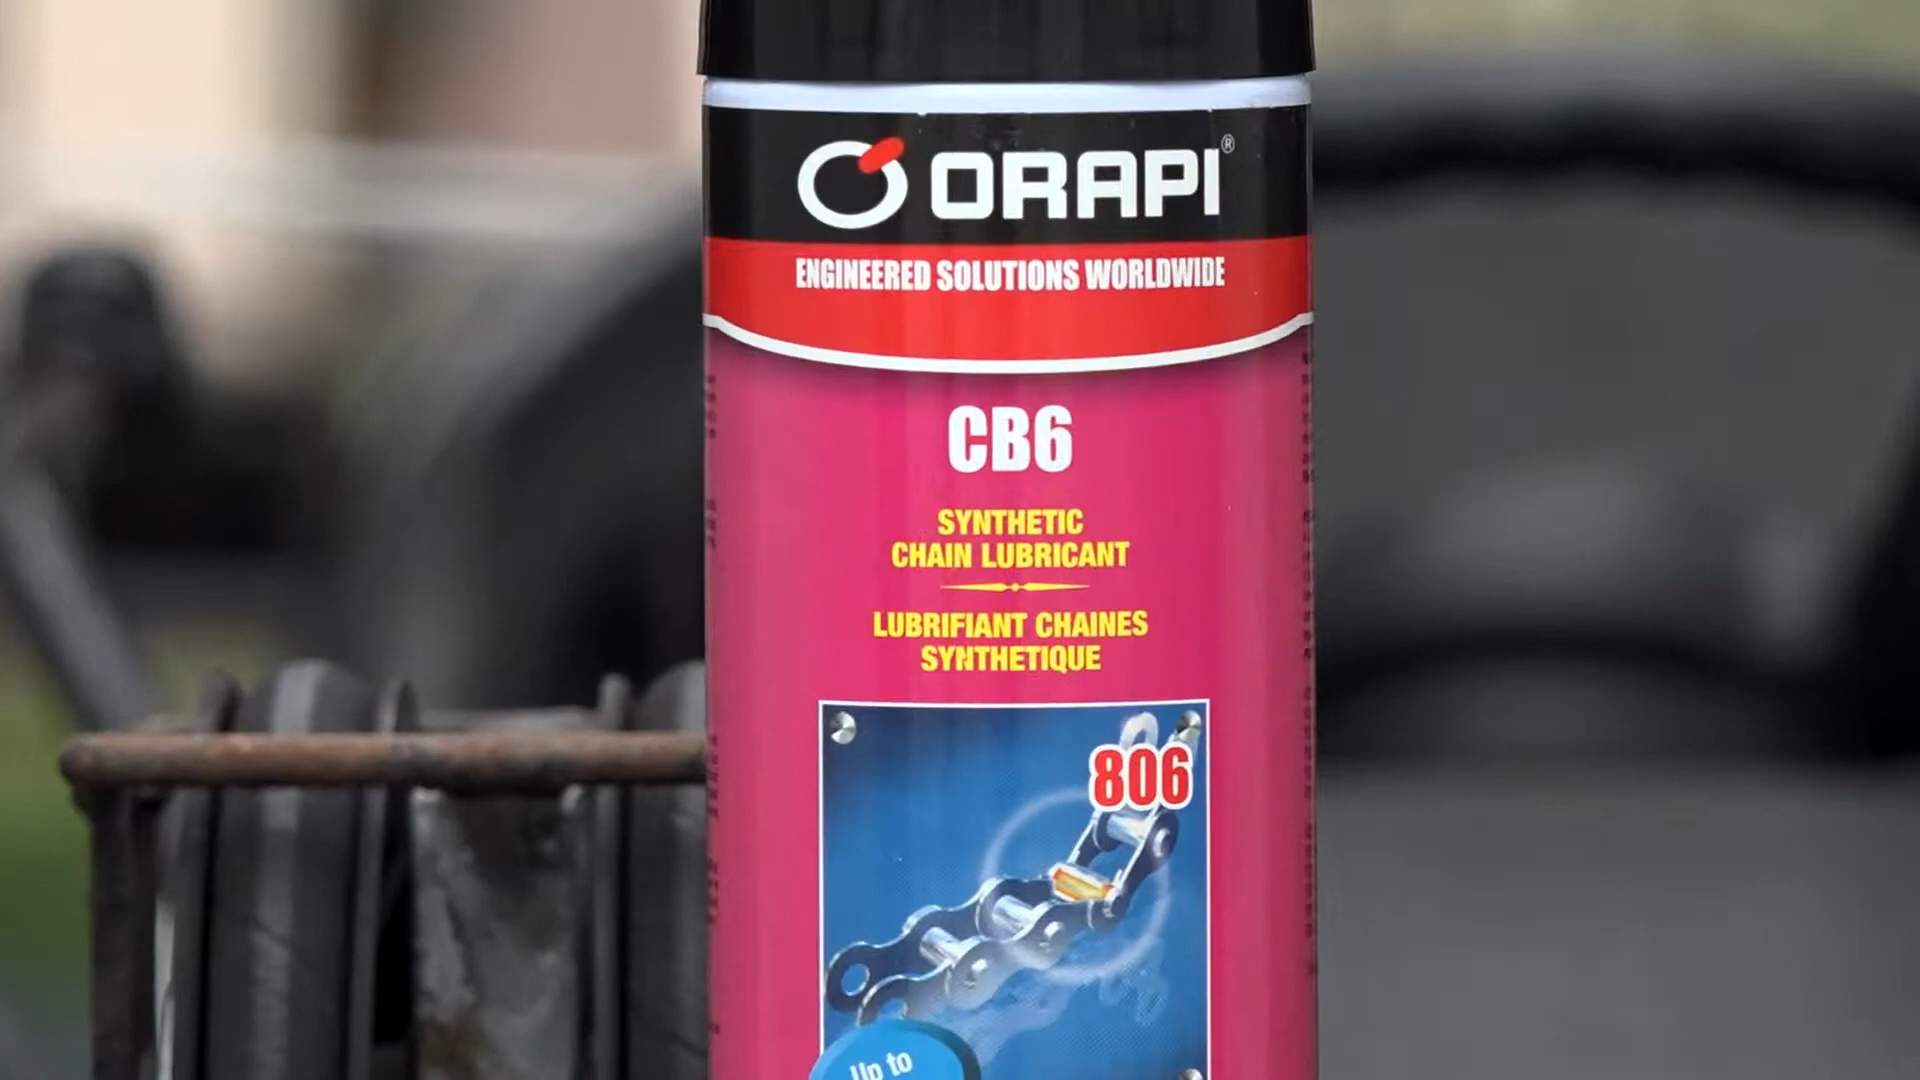 ORAPI®
ENGINEERED SOLUTIONS WORLDWIDE
CB6
SYNTHETIC
CHAIN LUBRICANT
LUBRIFIANT CHAINES
SYNTHETIQUE
806
Up to